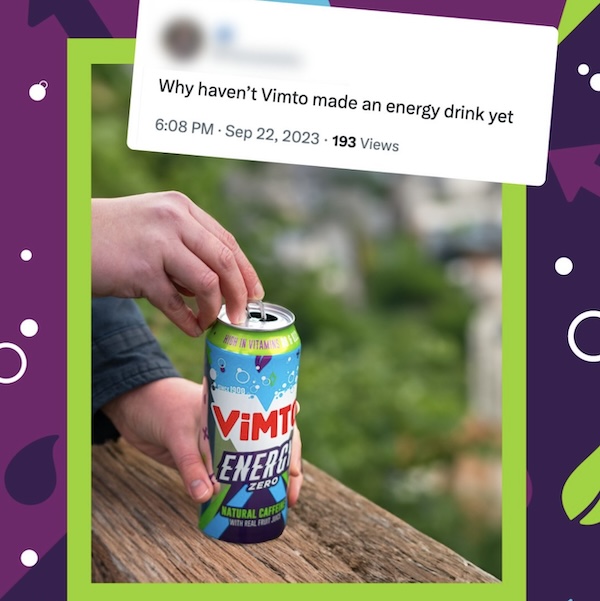 Why haven't Vimto made an energy drink yet
6:08 PM · Sep 22, 2023 · 193 Views
HIGH IN VITAMINS
ViMTO
ENERGY
ZERO
NATURAL CAFFEINE
WITH REAL FRUIT JUICE